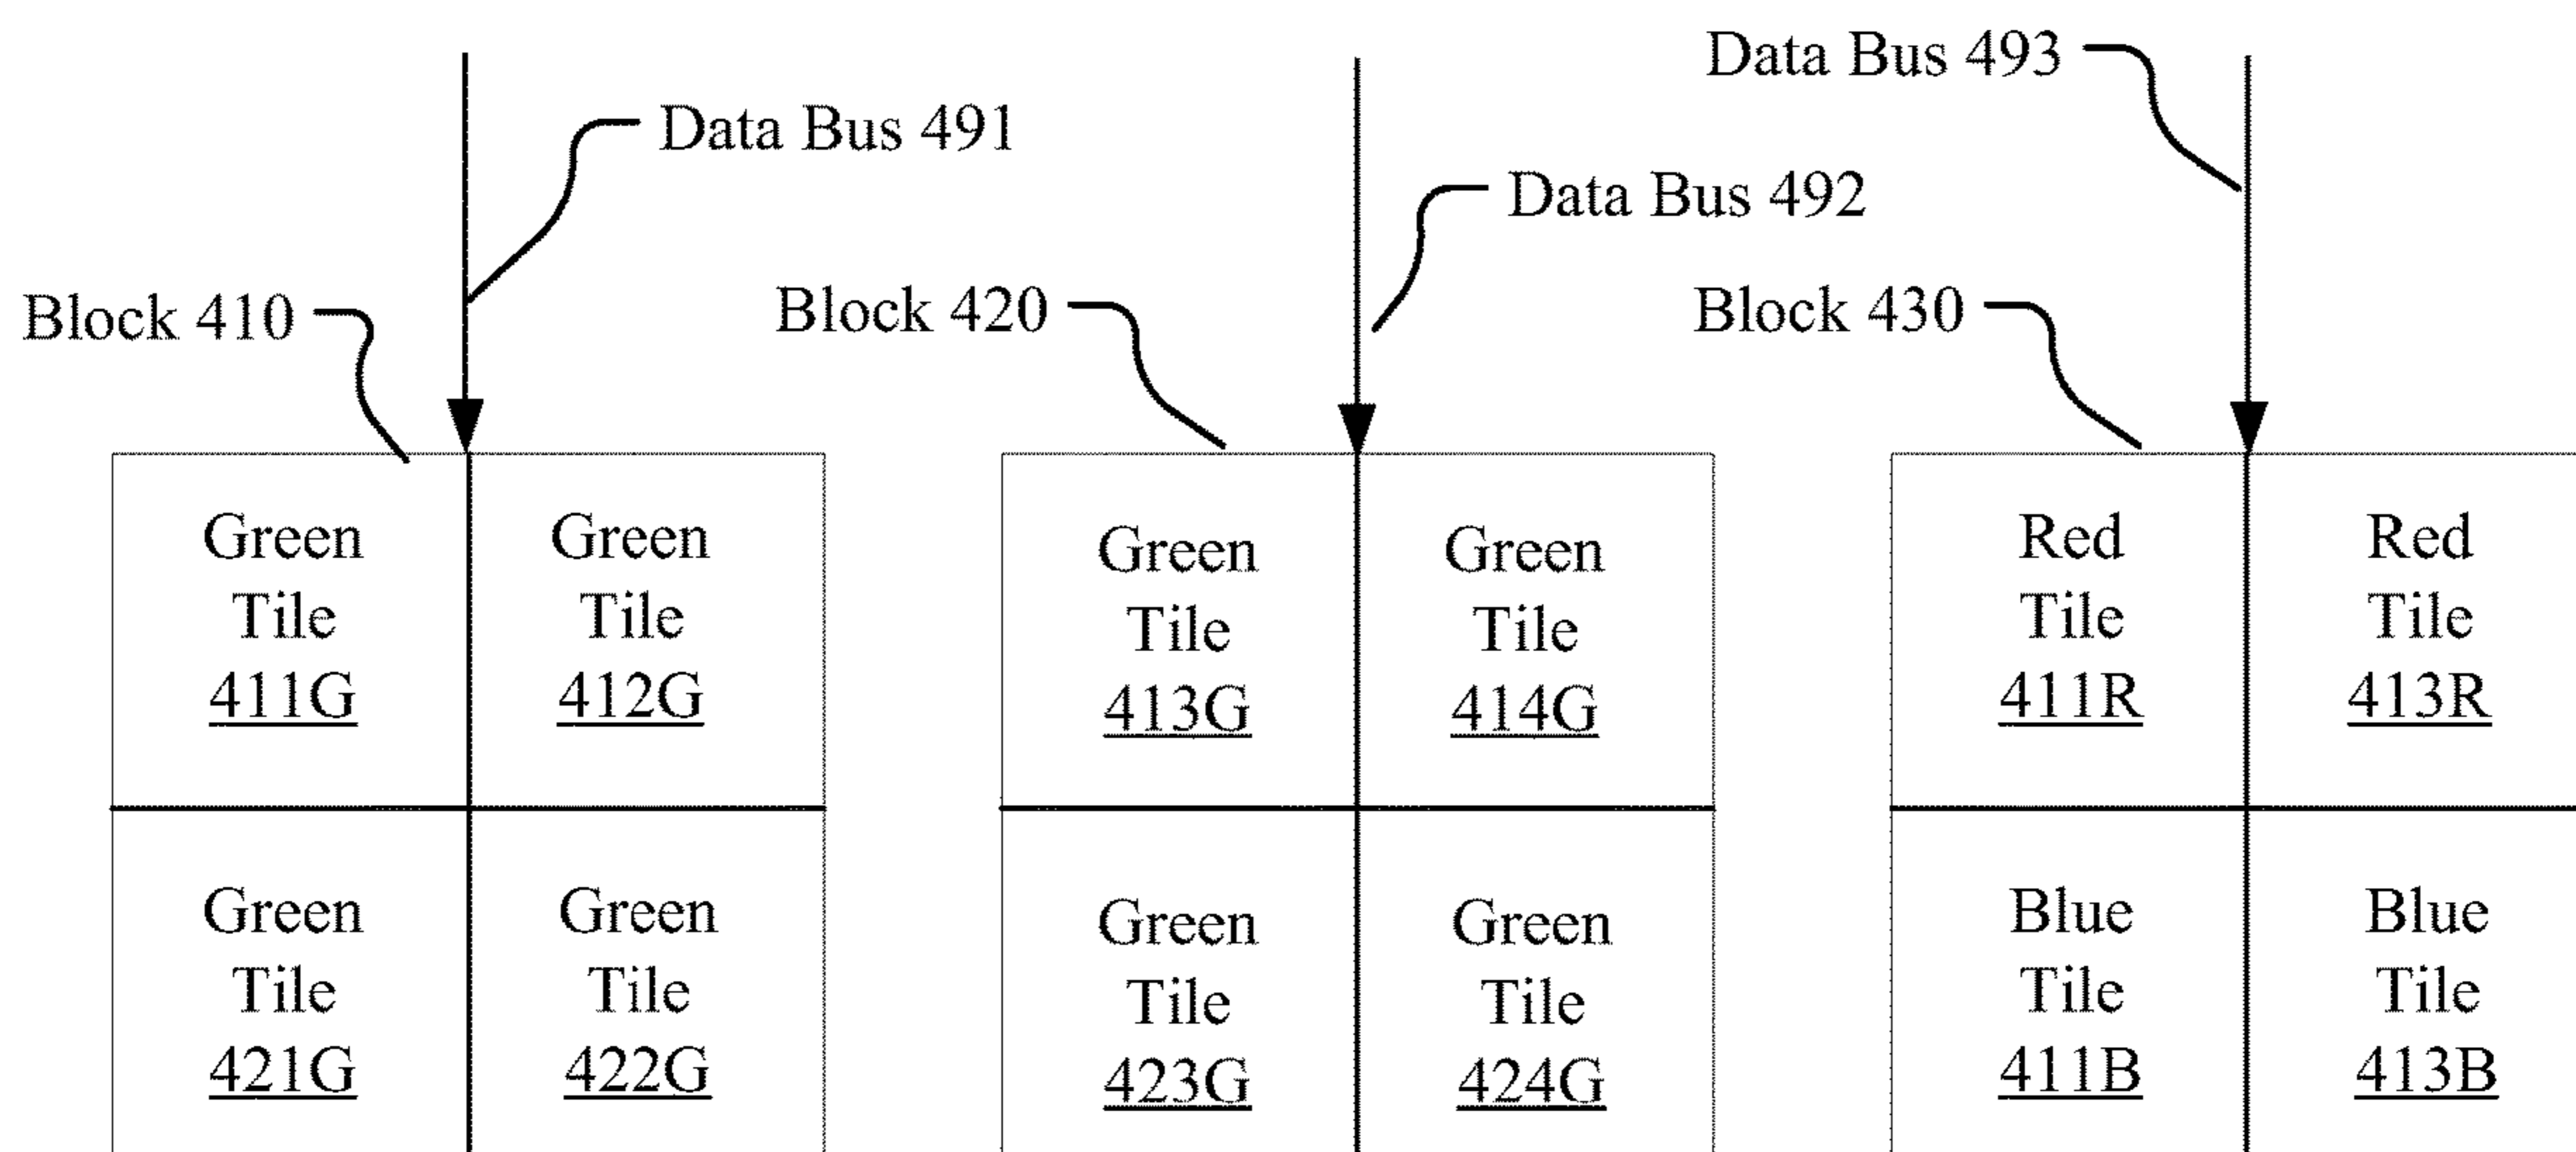 Data Bus 493
Data Bus 491
Data Bus 492
Block 410
Block 420
Block 430
Green
Tile
411G
Green
Tile
412G
Green
Tile
413G
Green
Tile
414G
Red
Tile
411R
Red
Tile
413R
Green
Tile
421G
Green
Tile
422G
Green
Tile
423G
Green
Tile
424G
Blue
Tile
411B
Blue
Tile
413B